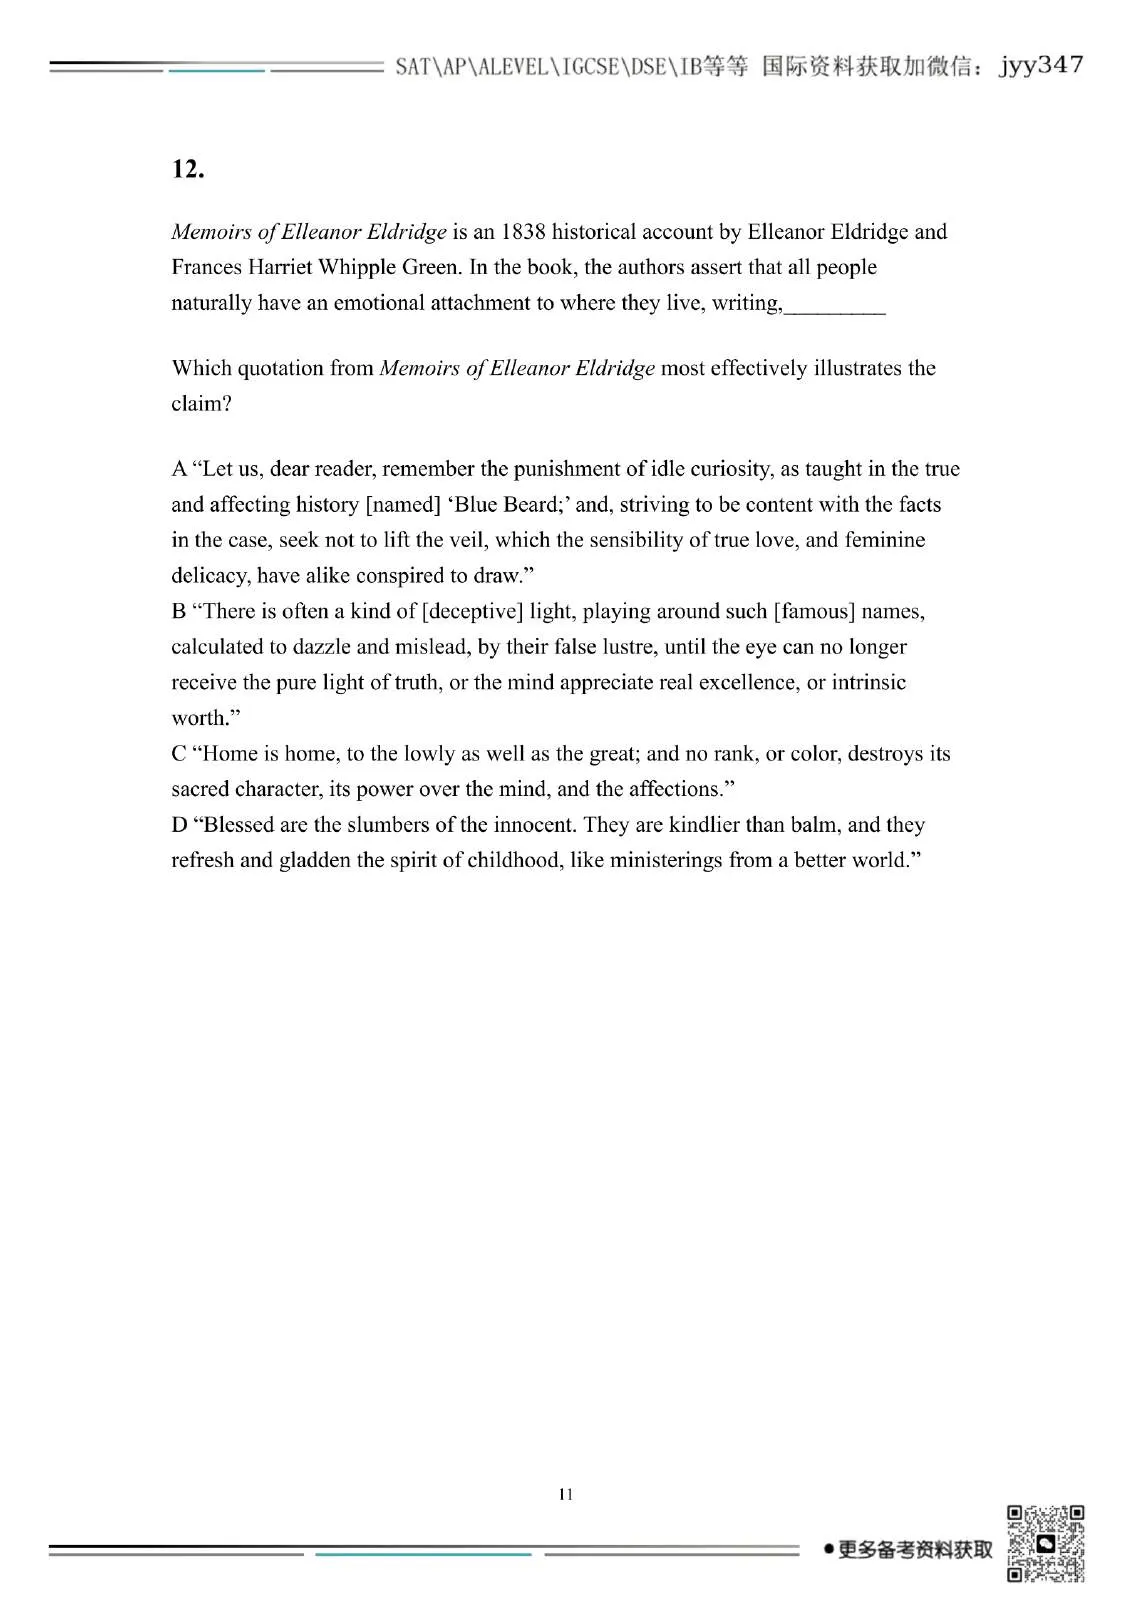 SAT\AP\ALEVEL\IGCSE\DSE\IB等等 国际资料获取加微信: jyy347
12.
Memoirs of Elleanor Eldridge is an 1838 historical account by Elleanor Eldridge and
Frances Harriet Whipple Green. In the book, the authors assert that all people
naturally have an emotional attachment to where they live, writing,_________
Which quotation from Memoirs of Elleanor Eldridge most effectively illustrates the
claim?
A “Let us, dear reader, remember the punishment of idle curiosity, as taught in the true
and affecting history [named] ‘Blue Beard;’ and, striving to be content with the facts
in the case, seek not to lift the veil, which the sensibility of true love, and feminine
delicacy, have alike conspired to draw.”
B “There is often a kind of [deceptive] light, playing around such [famous] names,
calculated to dazzle and mislead, by their false lustre, until the eye can no longer
receive the pure light of truth, or the mind appreciate real excellence, or intrinsic
worth.”
C “Home is home, to the lowly as well as the great; and no rank, or color, destroys its
sacred character, its power over the mind, and the affections.”
D “Blessed are the slumbers of the innocent. They are kindlier than balm, and they
refresh and gladden the spirit of childhood, like ministerings from a better world.”
11
●更多备考资料获取